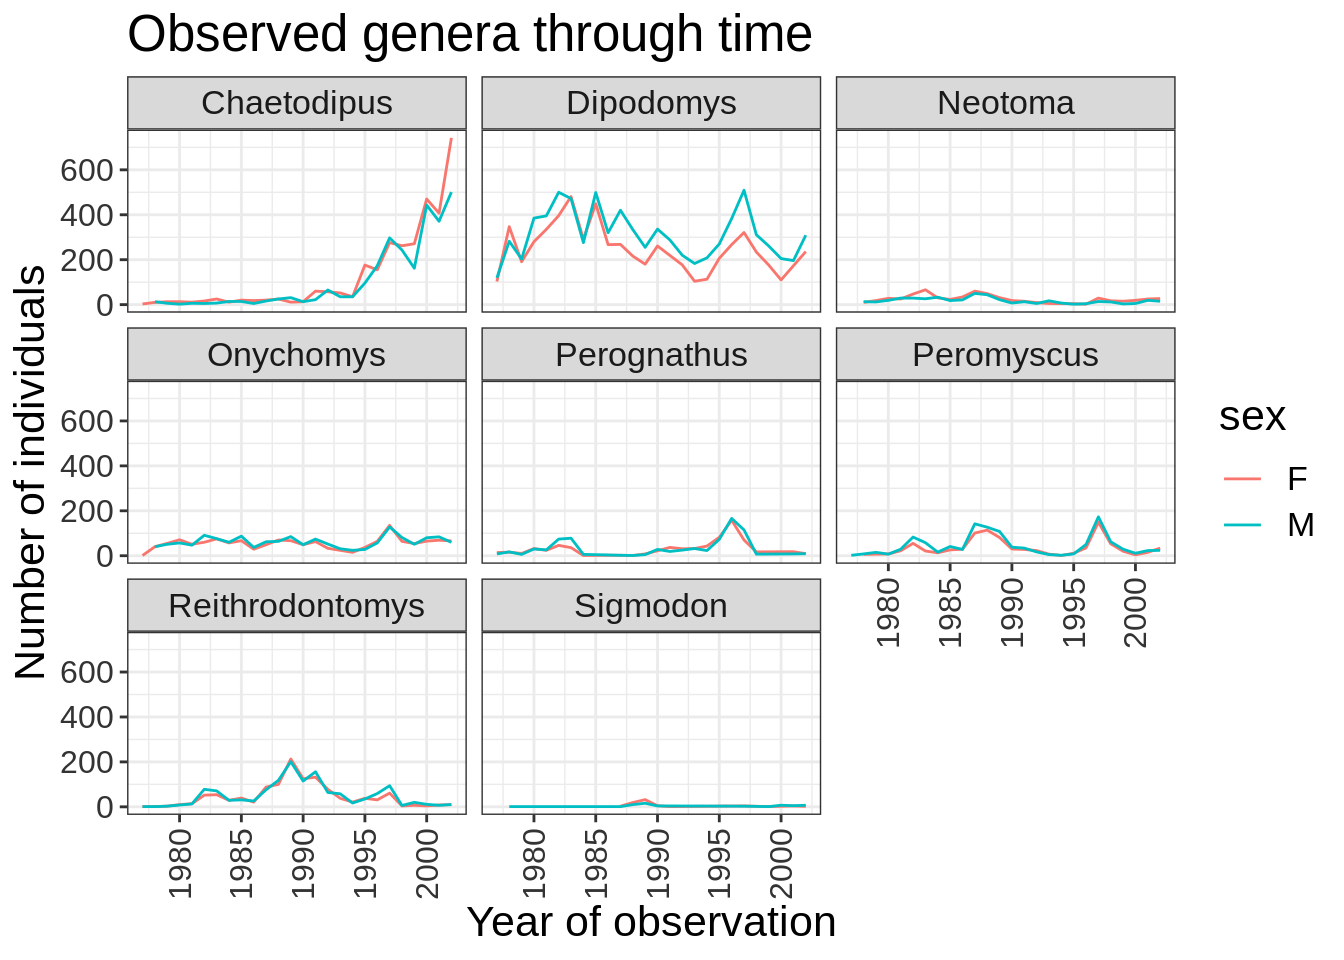 Observed genera through time
Chaetodipus Dipodomys Neotoma
600
400
200
0
Onychomys Perognathus Peromyscus
600
400
200
0
1980 1985 1990 1995 2000
Reithrodontomys Sigmodon
600
400
200
0
1980 1985 1990 1995 2000 1980 1985 1990 1995 2000
Year of observation
Number of individuals
sex
F
M